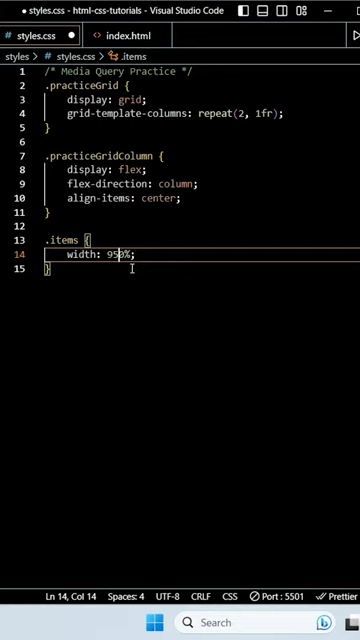 ● styles.css - html-css-tutorials - Visual Studio Code
# styles.css ●
<> index.html
styles > # styles.css > .items
1 /* Media Query Practice */
2 .practiceGrid {
3 display: grid;
4 grid-template-columns: repeat(2, 1fr);
5 }
6
7 .practiceGridColumn {
8 display: flex;
9 flex-direction: column;
10 align-items: center;
11 }
12
13 .items {
14 width: 950%;
15 }
Ln 14, Col 14 Spaces: 4 UTF-8 CRLF CSS Port : 5501 Prettier
Search